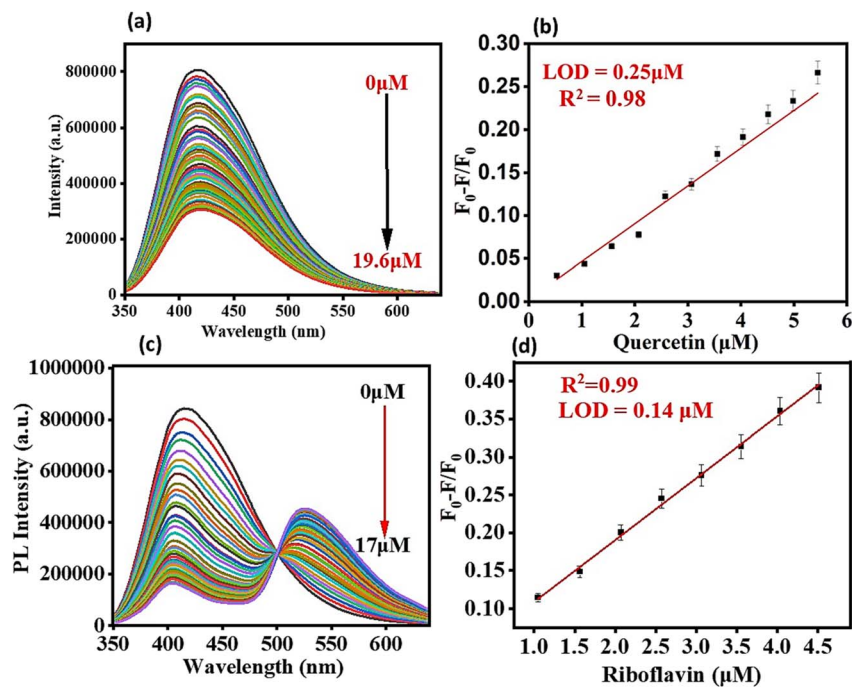 (a)
800000
600000
400000
200000
0
Intensity (a.u.)
350 400 450 500 550 600
Wavelength (nm)
0μM
19.6μM
(b)
0.30
0.25
0.20
0.15
0.10
0.05
0.00
F₀-F/F₀
LOD = 0.25μM
R² = 0.98
0 1 2 3 4 5 6
Quercetin (μM)
(c)
1000000
800000
600000
400000
200000
0
PL Intensity (a.u.)
350 400 450 500 550 600
Wavelength (nm)
0μM
17μM
(d)
0.40
0.35
0.30
0.25
0.20
0.15
0.10
F₀-F/F₀
R²=0.99
LOD = 0.14 μM
1.0 1.5 2.0 2.5 3.0 3.5 4.0 4.5
Riboflavin (μM)